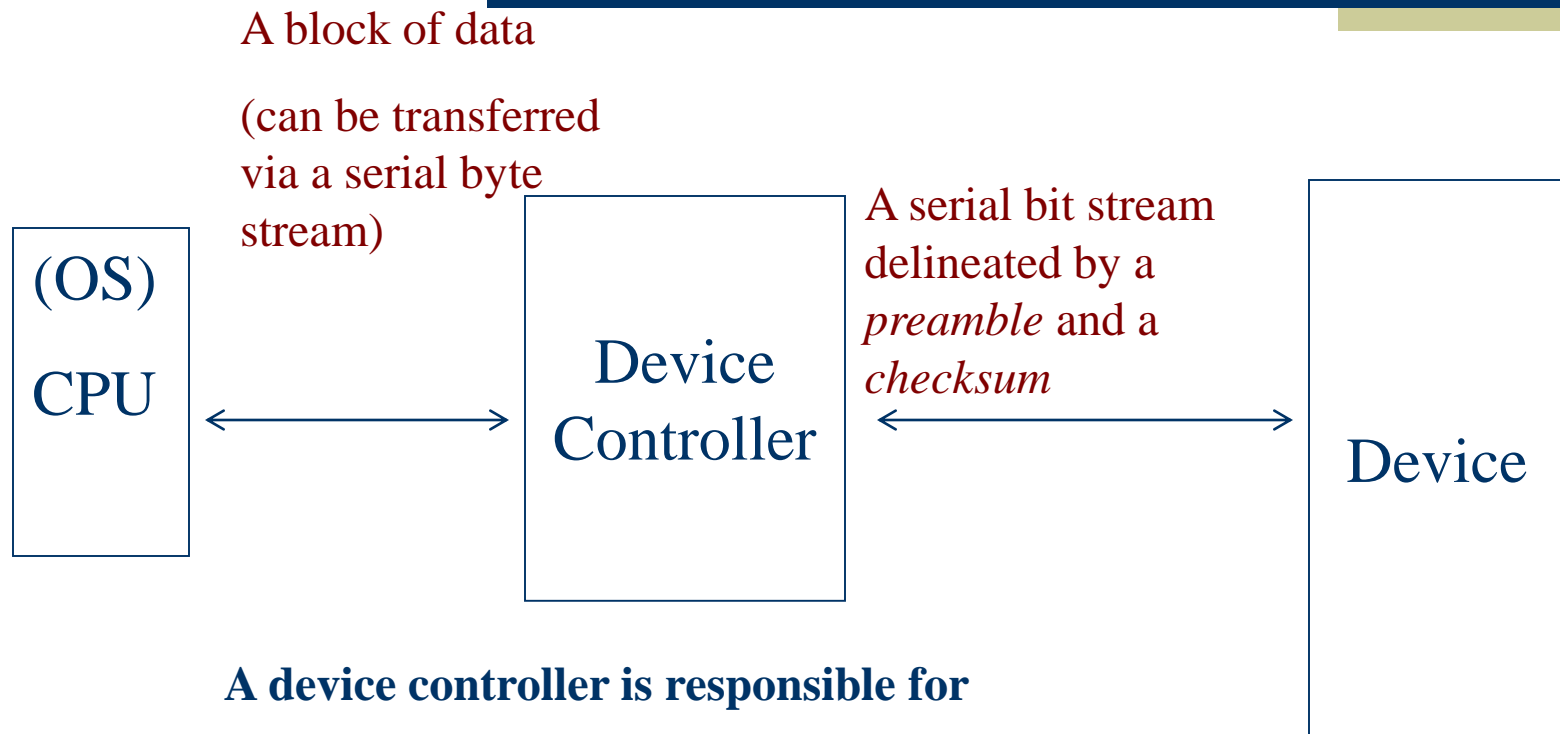 A block of data
(can be transferred
via a serial byte
stream)
(OS)
CPU
Device
Controller
A serial bit stream
delineated by a
preamble and a
checksum
Device
A device controller is responsible for